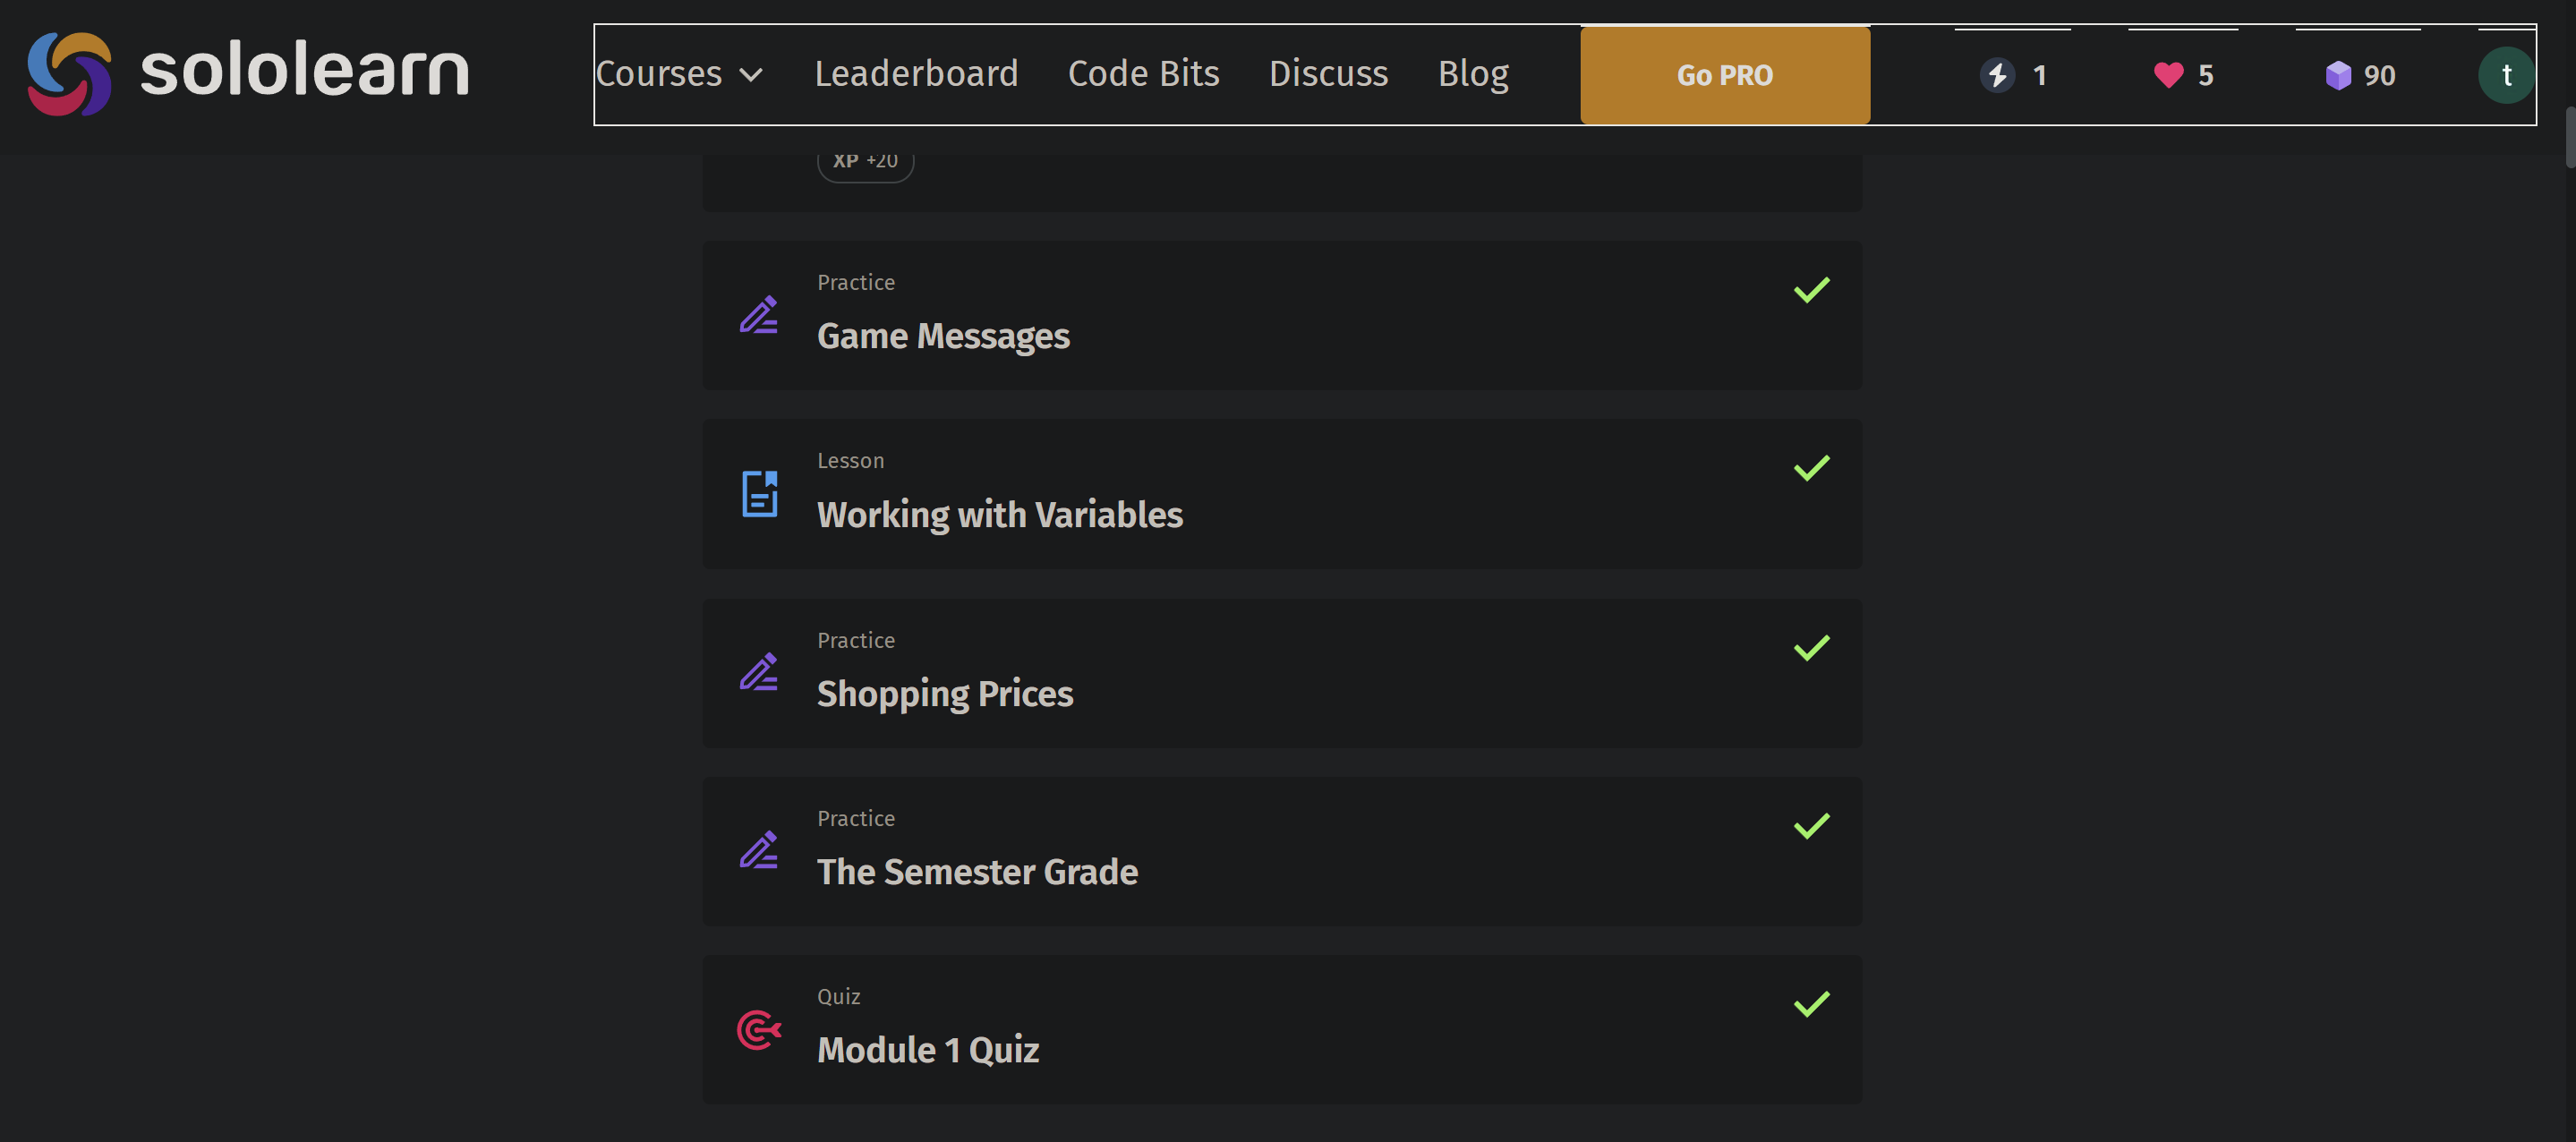 sololearn
Courses Leaderboard Code Bits Discuss Blog Go PRO 1 5 90 t
XP +20
Practice
Game Messages
Lesson
Working with Variables
Practice
Shopping Prices
Practice
The Semester Grade
Quiz
Module 1 Quiz